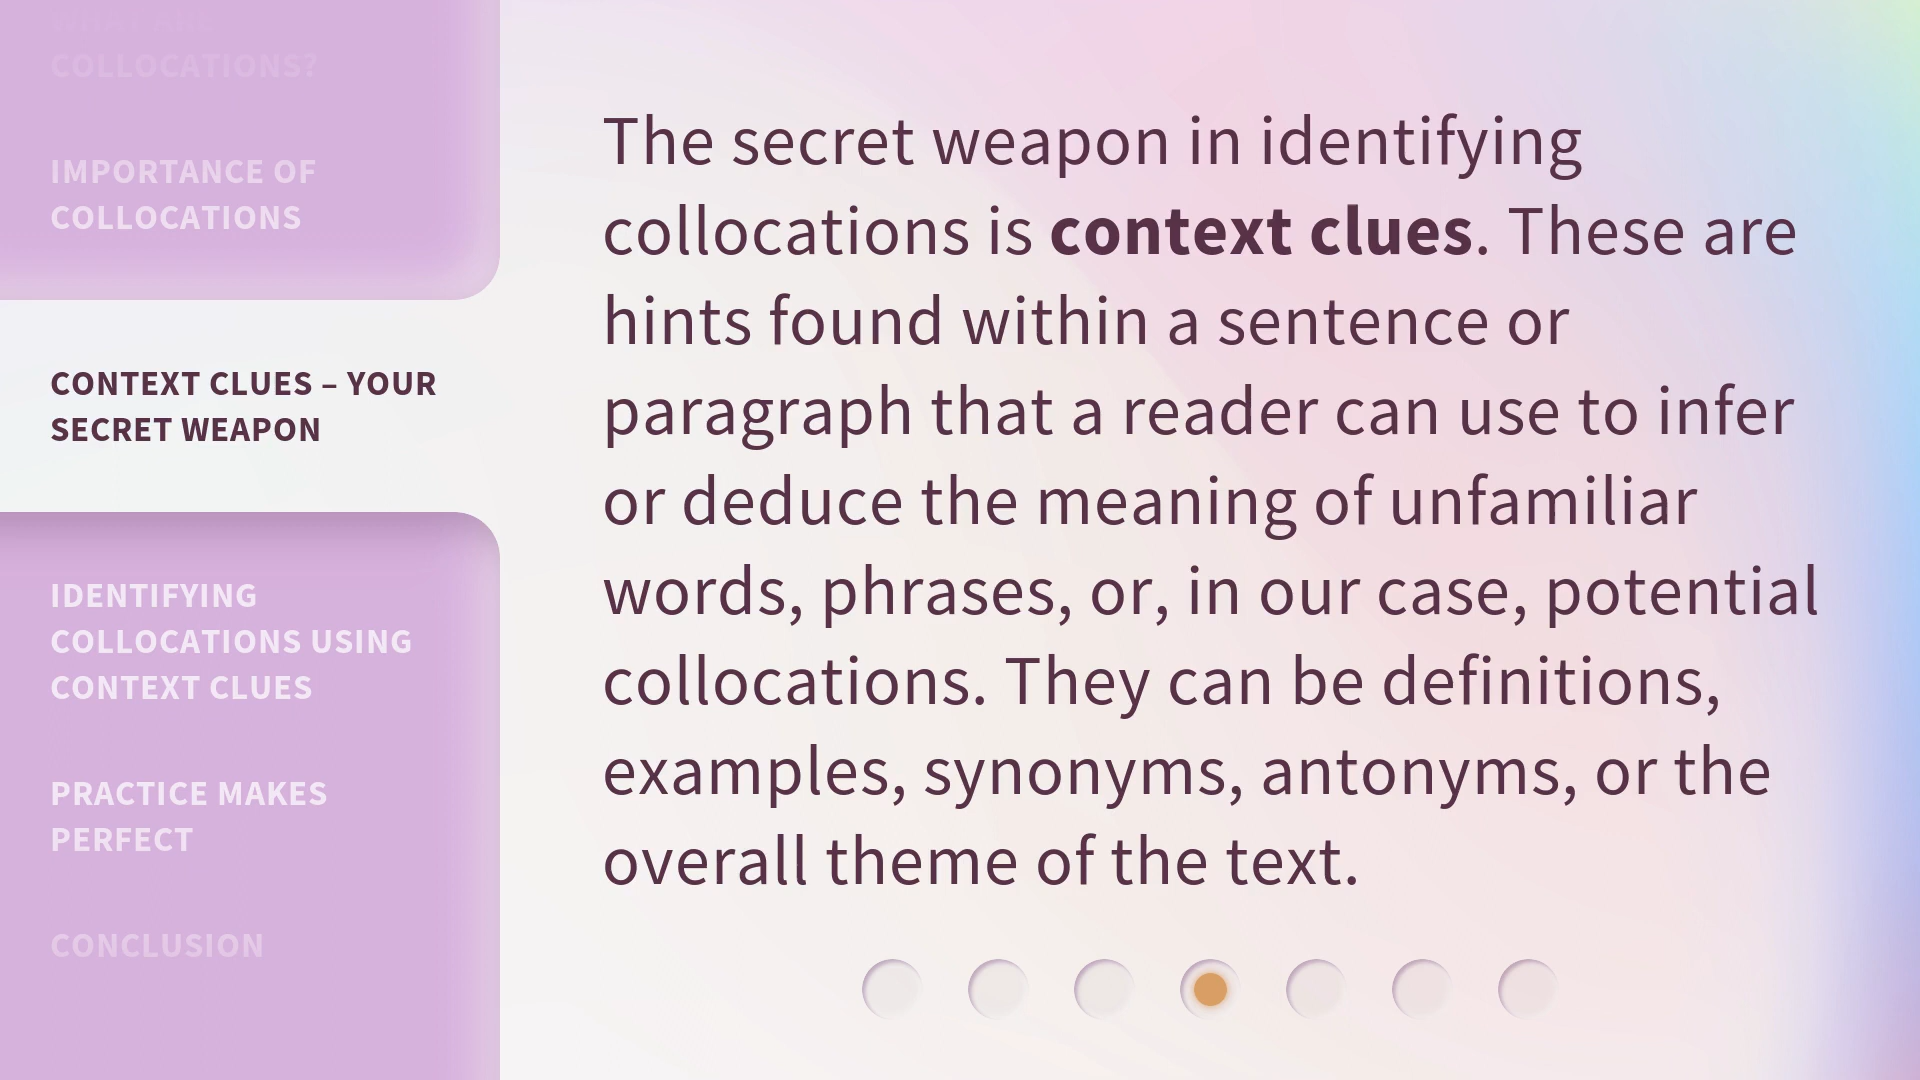 WHAT ARE
COLLOCATIONS?
IMPORTANCE OF
COLLOCATIONS
CONTEXT CLUES – YOUR
SECRET WEAPON
IDENTIFYING
COLLOCATIONS USING
CONTEXT CLUES
PRACTICE MAKES
PERFECT
CONCLUSION
The secret weapon in identifying
collocations is context clues. These are
hints found within a sentence or
paragraph that a reader can use to infer
or deduce the meaning of unfamiliar
words, phrases, or, in our case, potential
collocations. They can be definitions,
examples, synonyms, antonyms, or the
overall theme of the text.